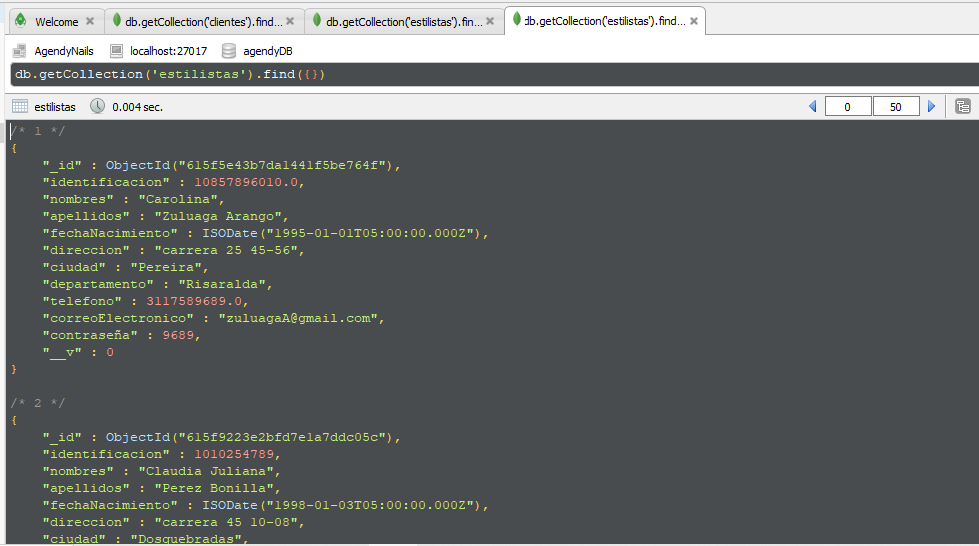 Welcome
db.getCollection('clientes').find...
db.getCollection('estilistas').fin...
db.getCollection('estilistas').find...
AgendyNails
localhost:27017
agendyDB
db.getCollection('estilistas').find({})
estilistas
0.004 sec.
0
50
/* 1 */
{
"_id" : ObjectId("615f5e43b7da1441f5be764f"),
"identificacion" : 10857896010.0,
"nombres" : "Carolina",
"apellidos" : "Zuluaga Arango",
"fechaNacimiento" : ISODate("1995-01-01T05:00:00.000Z"),
"direccion" : "carrera 25 45-56",
"ciudad" : "Pereira",
"departamento" : "Risaralda",
"telefono" : 3117589689.0,
"correoElectronico" : "zuluagaA@gmail.com",
"contraseña" : 9689,
"__v" : 0
}
/* 2 */
{
"_id" : ObjectId("615f9223e2bfd7e1a7ddc05c"),
"identificacion" : 1010254789,
"nombres" : "Claudia Juliana",
"apellidos" : "Perez Bonilla",
"fechaNacimiento" : ISODate("1998-01-03T05:00:00.000Z"),
"direccion" : "carrera 45 10-08",
"ciudad" : "Dosquebradas",